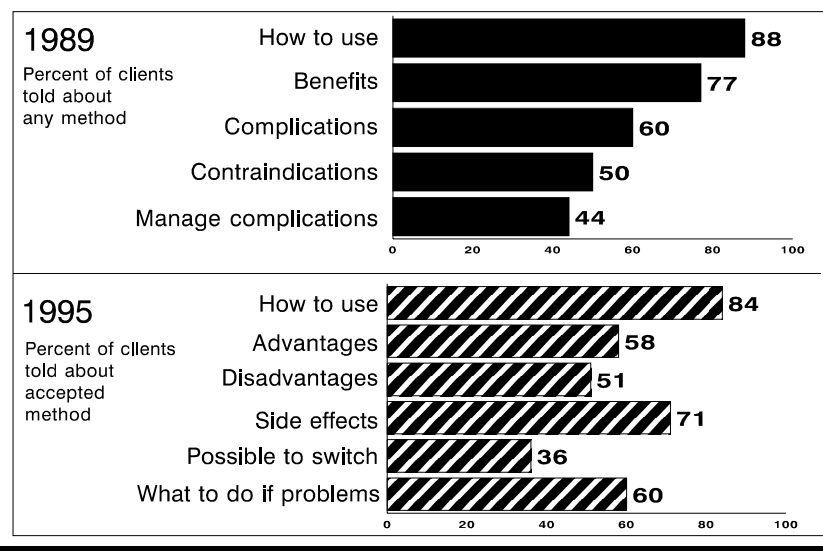 1989
Percent of clients
told about
any method
How to use 88
Benefits 77
Complications 60
Contraindications 50
Manage complications 44
0 20 40 60 80 100
1995
Percent of clients
told about
accepted
method
How to use 84
Advantages 58
Disadvantages 51
Side effects 71
Possible to switch 36
What to do if problems 60
0 20 40 60 80 100